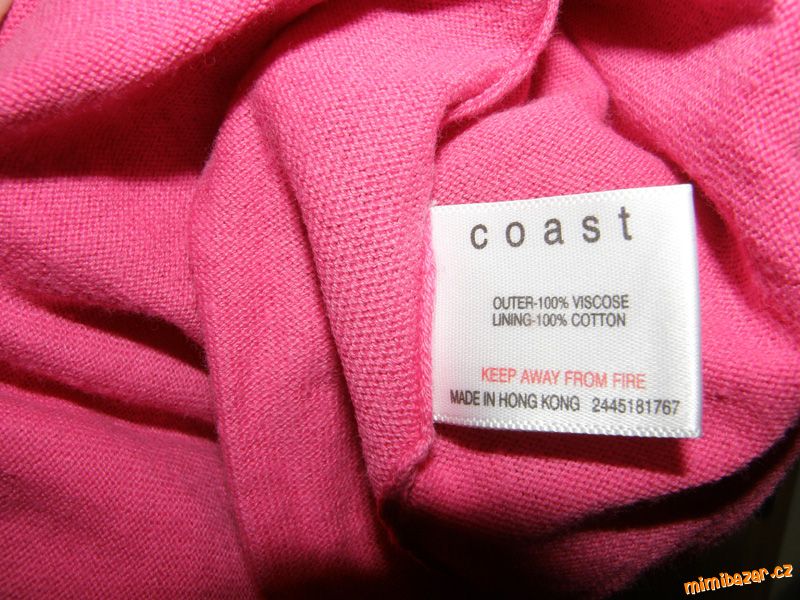 coast
OUTER-100% VISCOSE
LINING-100% COTTON
KEEP AWAY FROM FIRE
MADE IN HONG KONG 2445181767
mimibazar.cz